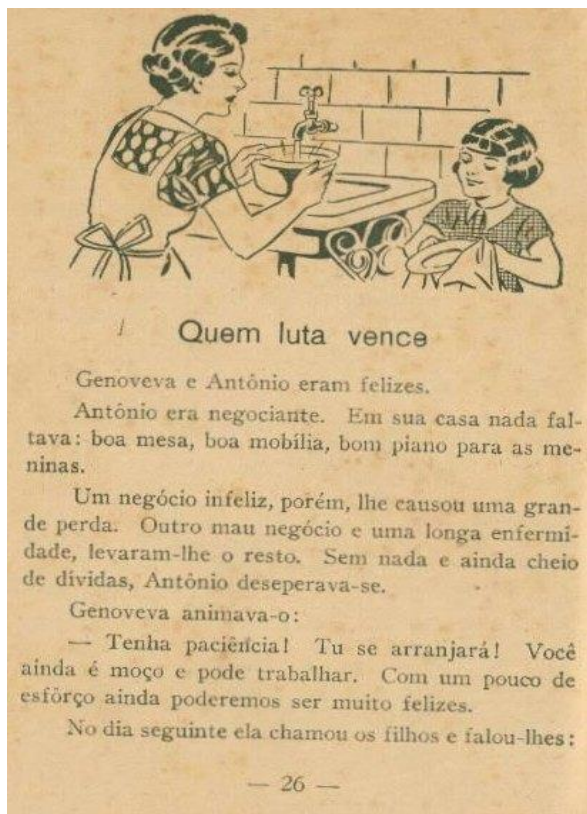 Quem luta vence
Genoveva e Antônio eram felizes.
Antônio era negociante. Em sua casa nada fal-
tava: boa mesa, boa mobília, bom piano para as me-
ninas.
Um negócio infeliz, porém, lhe causou uma gran-
de perda. Outro mau negócio e uma longa enfermi-
dade, levaram-lhe o resto. Sem nada e ainda cheio
de dívidas, Antônio deseperava-se.
Genoveva animava-o:
— Tenha paciência! Tu se arranjará! Você
ainda é moço e pode trabalhar. Com um pouco de
esfôrço ainda poderemos ser muito felizes.
No dia seguinte ela chamou os filhos e falou-lhes:
— 26 —